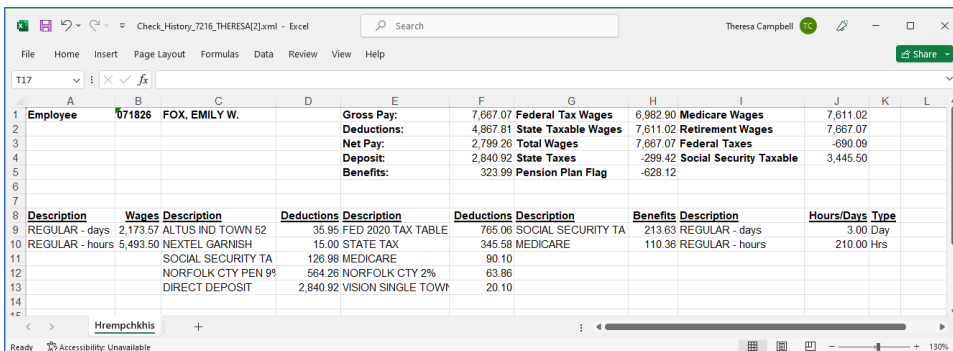 Check_History_7216_THERESA[2].xml - Excel Search Theresa Campbell TC
File Home Insert Page Layout Formulas Data Review View Help Share
T17 fx
A B C D E F G H I J K L
1 Employee 071826 FOX, EMILY W. Gross Pay: 7,667.07 Federal Tax Wages 6,982.90 Medicare Wages 7,611.02
2 Deductions: 4,867.81 State Taxable Wages 7,611.02 Retirement Wages 7,667.07
3 Net Pay: 2,799.26 Total Wages 7,667.07 Federal Taxes -690.09
4 Deposit: 2,840.92 State Taxes -299.42 Social Security Taxable 3,445.50
5 Benefits: 323.99 Pension Plan Flag -628.12
6
7
8 Description Wages Description Deductions Description Deductions Description Benefits Description Hours/Days Type
9 REGULAR - days 2,173.57 ALTUS IND TOWN 52 35.95 FED 2020 TAX TABLE 765.06 SOCIAL SECURITY TA 213.63 REGULAR - days 3.00 Day
10 REGULAR - hours 5,493.50 NEXTEL GARNISH 15.00 STATE TAX 345.58 MEDICARE 110.36 REGULAR - hours 210.00 Hrs
11 SOCIAL SECURITY TA 126.98 MEDICARE 90.10
12 NORFOLK CTY PEN 9% 564.26 NORFOLK CTY 2% 63.86
13 DIRECT DEPOSIT 2,840.92 VISION SINGLE TOWN 20.10
14
15
Hrempchkhis
Ready Accessibility: Unavailable 130%